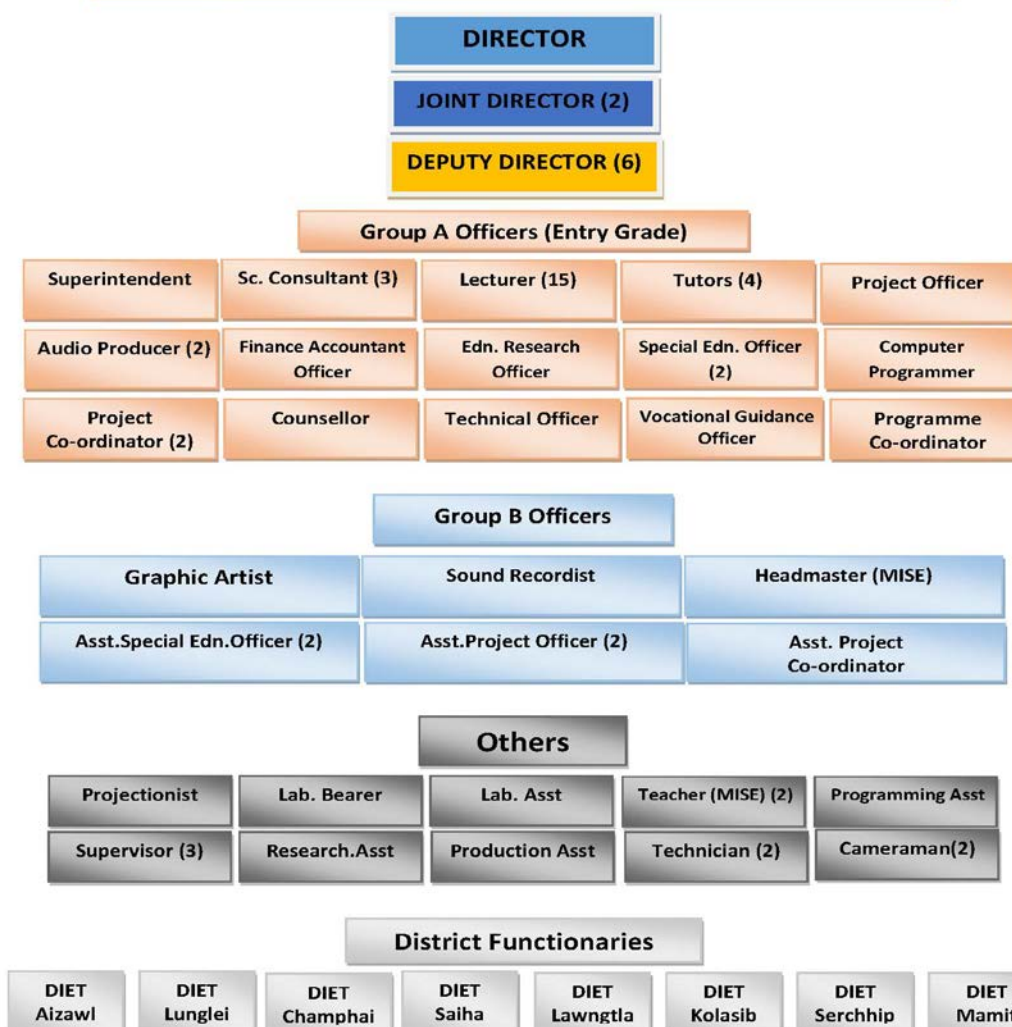 DIRECTOR
JOINT DIRECTOR (2)
DEPUTY DIRECTOR (6)
Group A Officers (Entry Grade)
Superintendent
Sc. Consultant (3)
Lecturer (15)
Tutors (4)
Project Officer
Audio Producer (2)
Finance Accountant
Officer
Edn. Research
Officer
Special Edn. Officer
(2)
Computer
Programmer
Project
Co-ordinator (2)
Counsellor
Technical Officer
Vocational Guidance
Officer
Programme
Co-ordinator
Group B Officers
Graphic Artist
Sound Recordist
Headmaster (MISE)
Asst.Special Edn.Officer (2)
Asst.Project Officer (2)
Asst. Project
Co-ordinator
Others
Projectionist
Lab. Bearer
Lab. Asst
Teacher (MISE) (2)
Programming Asst
Supervisor (3)
Research.Asst
Production Asst
Technician (2)
Cameraman(2)
District Functionaries
DIET
Aizawl
DIET
Lunglei
DIET
Champhai
DIET
Saiha
DIET
Lawngtla
DIET
Kolasib
DIET
Serchhip
DIET
Mamit